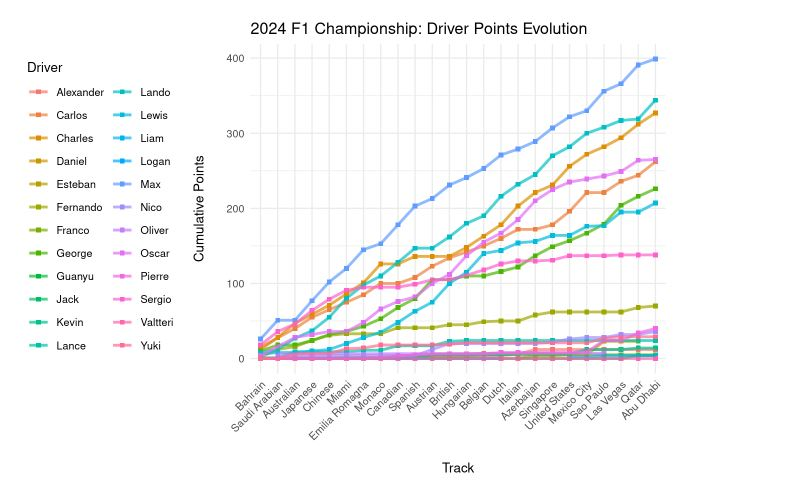 2024 F1 Championship: Driver Points Evolution
Driver
Alexander
Carlos
Charles
Daniel
Esteban
Fernando
Franco
George
Guanyu
Jack
Kevin
Lance
Lando
Lewis
Liam
Logan
Max
Nico
Oliver
Oscar
Pierre
Sergio
Valtteri
Yuki
Cumulative Points
400
300
200
100
0
Bahrain
Saudi Arabian
Australian
Japanese
Chinese
Miami
Emilia Romagna
Monaco
Canadian
Spanish
Austrian
British
Hungarian
Belgian
Dutch
Italian
Azerbaijan
Singapore
United States
Mexico City
Sao Paulo
Las Vegas
Qatar
Abu Dhabi
Track